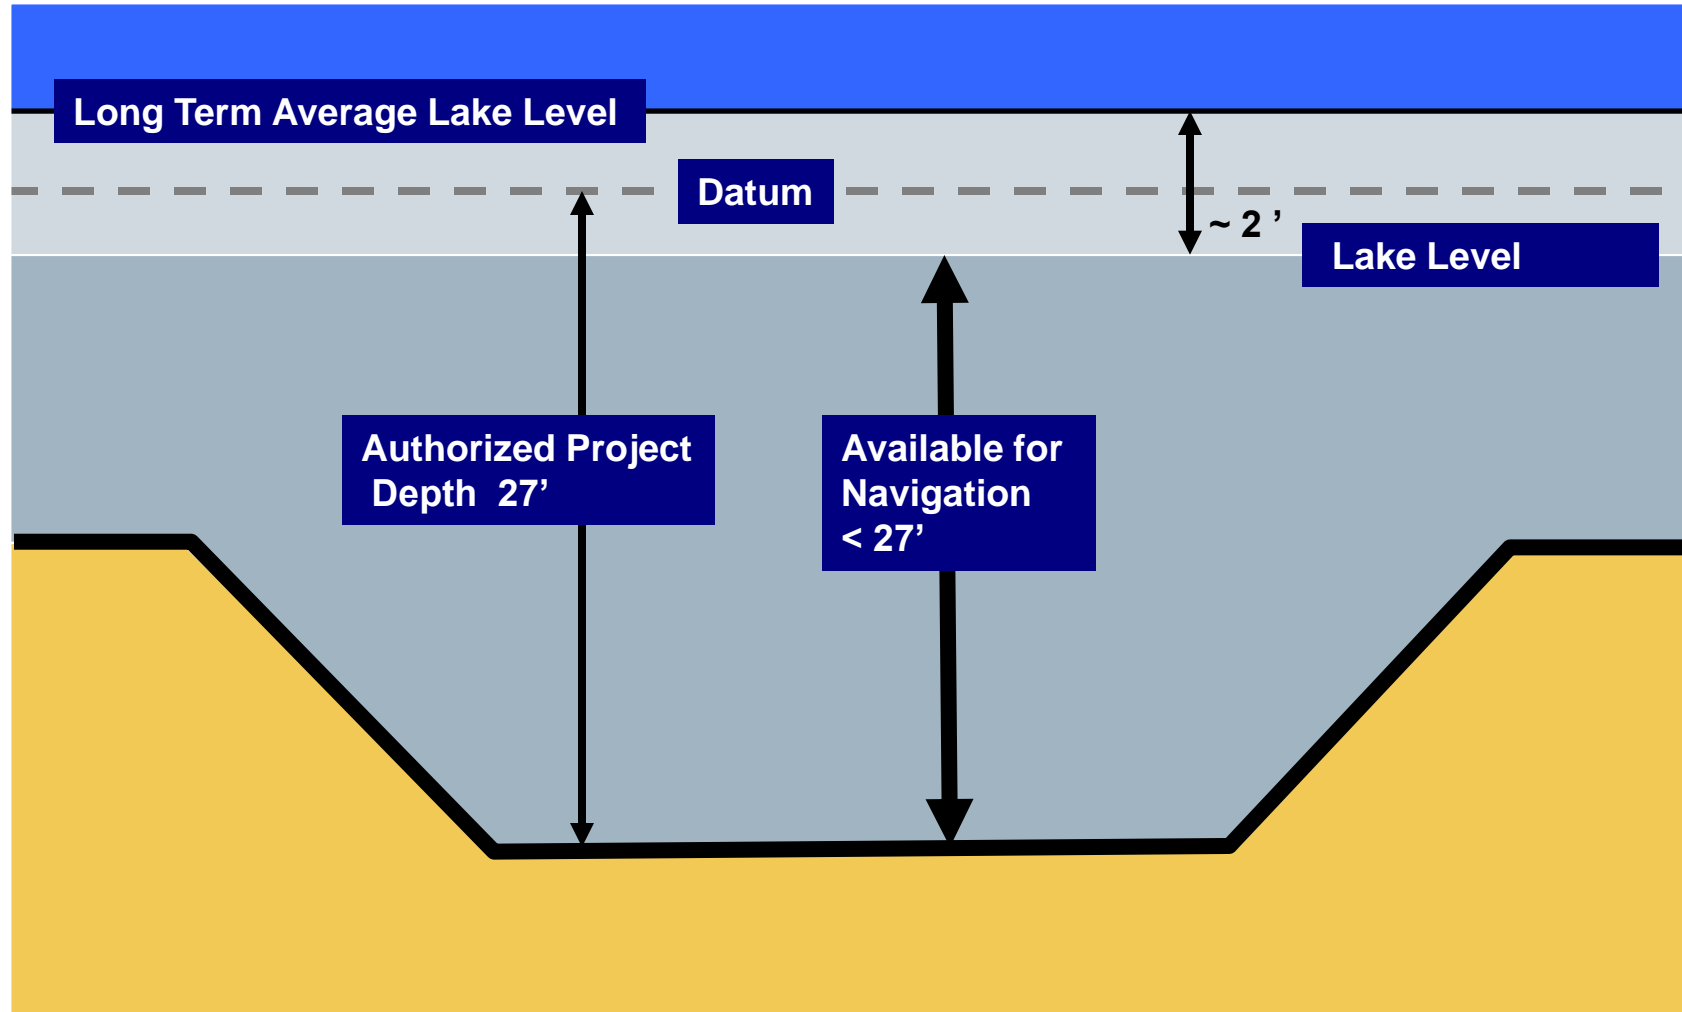 Long Term Average Lake Level
Datum
~ 2 ’
Lake Level
Authorized Project
Depth 27’
Available for
Navigation
< 27’